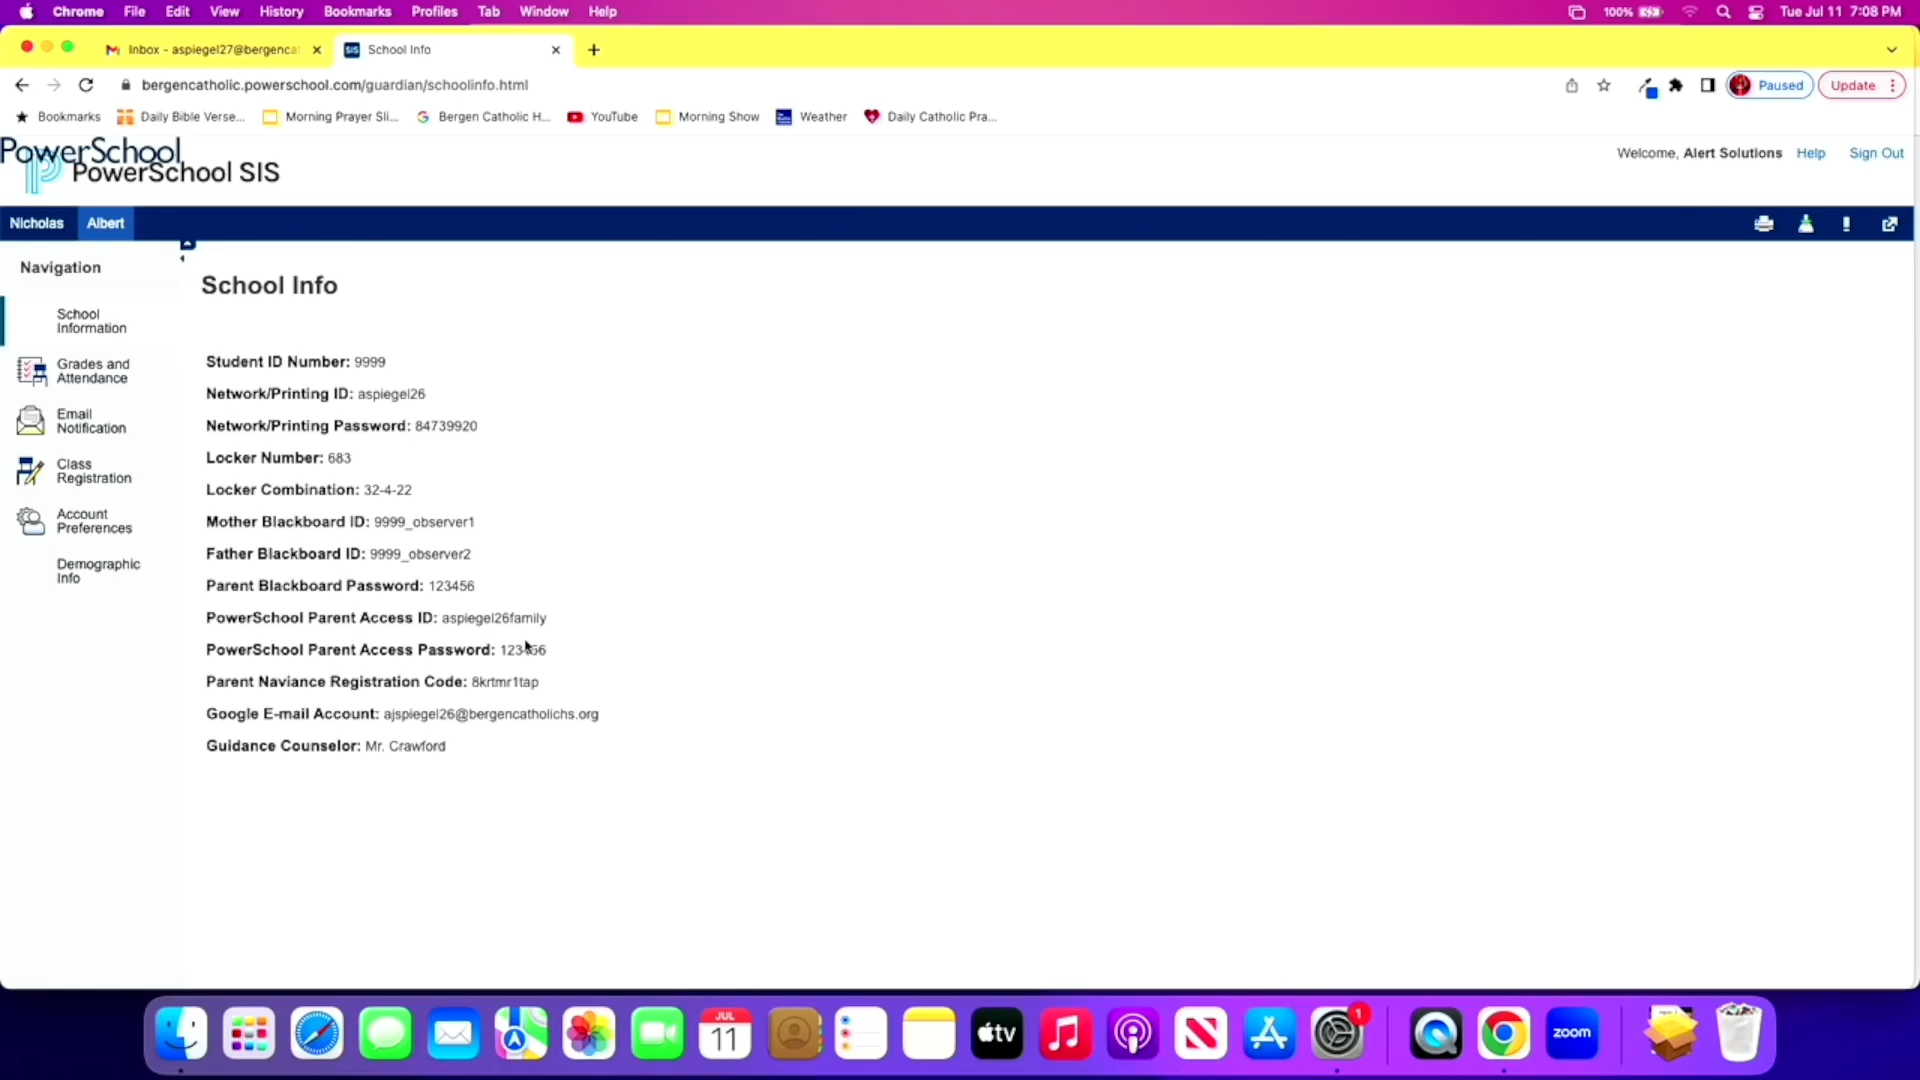 Chrome File Edit View History Bookmarks Profiles Tab Window Help 100% Tue Jul 11 7:08 PM
Inbox - aspiegel27@bergenca SIS School Info
bergencatholic.powerschool.com/guardian/schoolinfo.html Paused Update
Bookmarks Daily Bible Verse... Morning Prayer Sli... Bergen Catholic H... YouTube Morning Show Weather Daily Catholic Pra...
PowerSchool
PowerSchool SIS
Welcome, Alert Solutions Help Sign Out
Nicholas Albert
Navigation
School Information
Grades and Attendance
Email Notification
Class Registration
Account Preferences
Demographic Info
School Info
Student ID Number: 9999
Network/Printing ID: aspiegel26
Network/Printing Password: 84739920
Locker Number: 683
Locker Combination: 32-4-22
Mother Blackboard ID: 9999_observer1
Father Blackboard ID: 9999_observer2
Parent Blackboard Password: 123456
PowerSchool Parent Access ID: aspiegel26family
PowerSchool Parent Access Password: 123456
Parent Naviance Registration Code: 8krtmr1tap
Google E-mail Account: ajspiegel26@bergencatholichs.org
Guidance Counselor: Mr. Crawford
JUL
11
tv
1
zoom